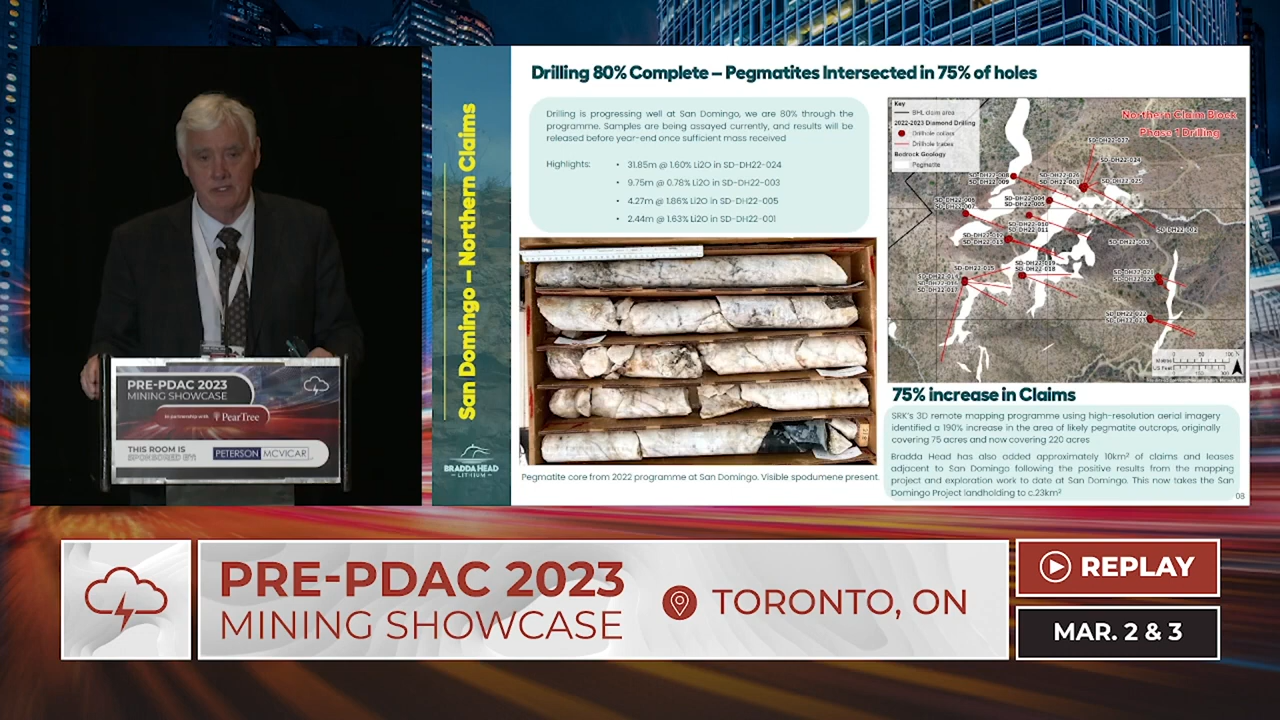 Drilling 80% Complete – Pegmatites Intersected in 75% of holes
San Domingo – Northern Claims
Drilling is progressing well at San Domingo, we are 80% through the
programme. Samples are being assayed currently, and results will be
released before year-end once sufficient mass received
Highlights:
• 31.85m @ 1.60% Li2O in SD-DH22-024
• 9.75m @ 0.78% Li2O in SD-DH22-003
• 4.27m @ 1.86% Li2O in SD-DH22-005
• 2.44m @ 1.63% Li2O in SD-DH22-001
Key
BHL claim area
2022-2023 Diamond Drilling
Drillhole collars
Drillhole traces
Bedrock Geology
Pegmatite
Northern Claim Block
Phase 1 Drilling
Pegmatite core from 2022 programme at San Domingo. Visible spodumene present.
75% increase in Claims
SRK's 3D remote mapping programme using high-resolution aerial imagery
identified a 190% increase in the area of likely pegmatite outcrops, originally
covering 75 acres and now covering 220 acres
Bradda Head has also added approximately 10km² of claims and leases
adjacent to San Domingo following the positive results from the mapping
project and exploration work to date at San Domingo. This now takes the San
Domingo Project landholding to c.23km²
08
BRADDA HEAD
– LITHIUM –
PRE-PDAC 2023
MINING SHOWCASE
In partnership with PearTree
THIS ROOM IS
SPONSORED BY:
PETERSON MCVICAR
PRE-PDAC 2023
MINING SHOWCASE
TORONTO, ON
REPLAY
MAR. 2 & 3